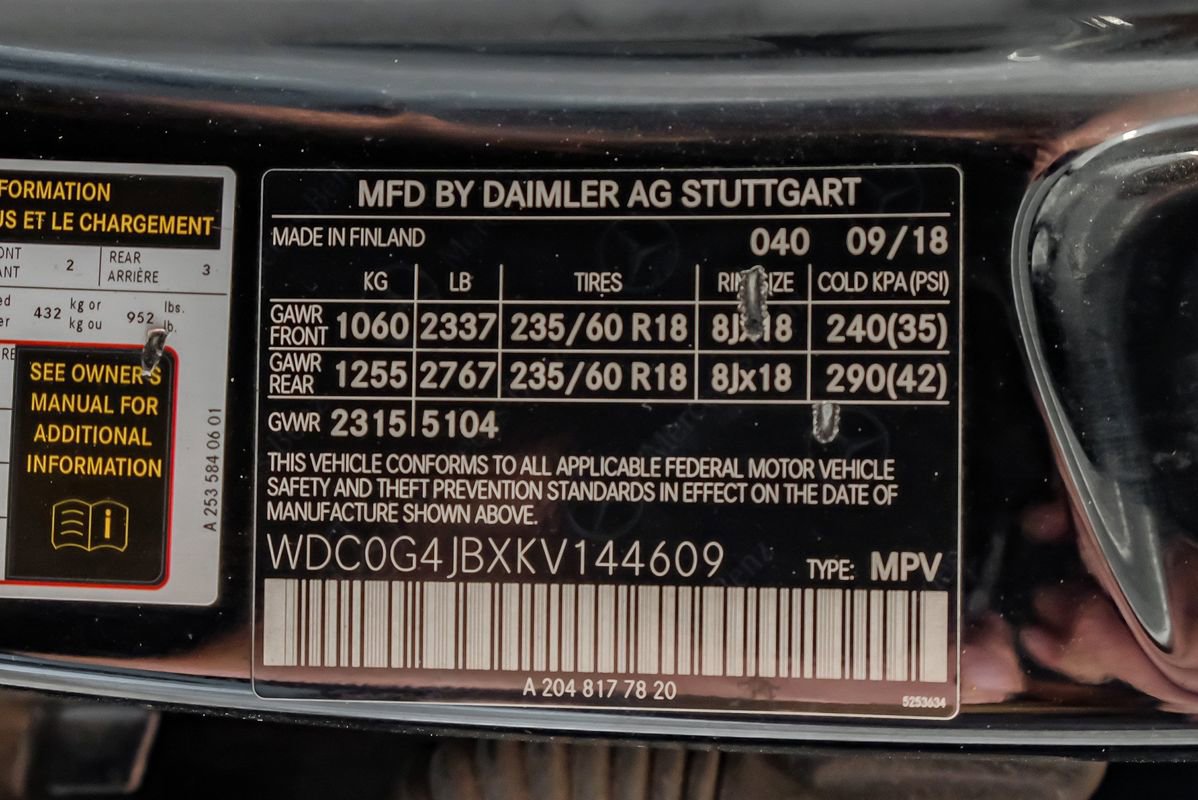 FORMATION
US ET LE CHARGEMENT
ONT
ANT
2
REAR
ARRIÈRE
3
ed
er
432
kg or
kg ou
952
lbs.
lb.
RE
SEE OWNER'S
MANUAL FOR
ADDITIONAL
INFORMATION
i
A 253 584 06 01
MFD BY DAIMLER AG STUTTGART
MADE IN FINLAND 040 09/18
KG LB TIRES RIM SIZE COLD KPA (PSI)
GAWR FRONT 1060 2337 235/60 R18 8Jx18 240(35)
GAWR REAR 1255 2767 235/60 R18 8Jx18 290(42)
GVWR 2315 5104
THIS VEHICLE CONFORMS TO ALL APPLICABLE FEDERAL MOTOR VEHICLE
SAFETY AND THEFT PREVENTION STANDARDS IN EFFECT ON THE DATE OF
MANUFACTURE SHOWN ABOVE.
WDC0G4JBXKV144609 TYPE: MPV
A 204 817 78 20
5253634